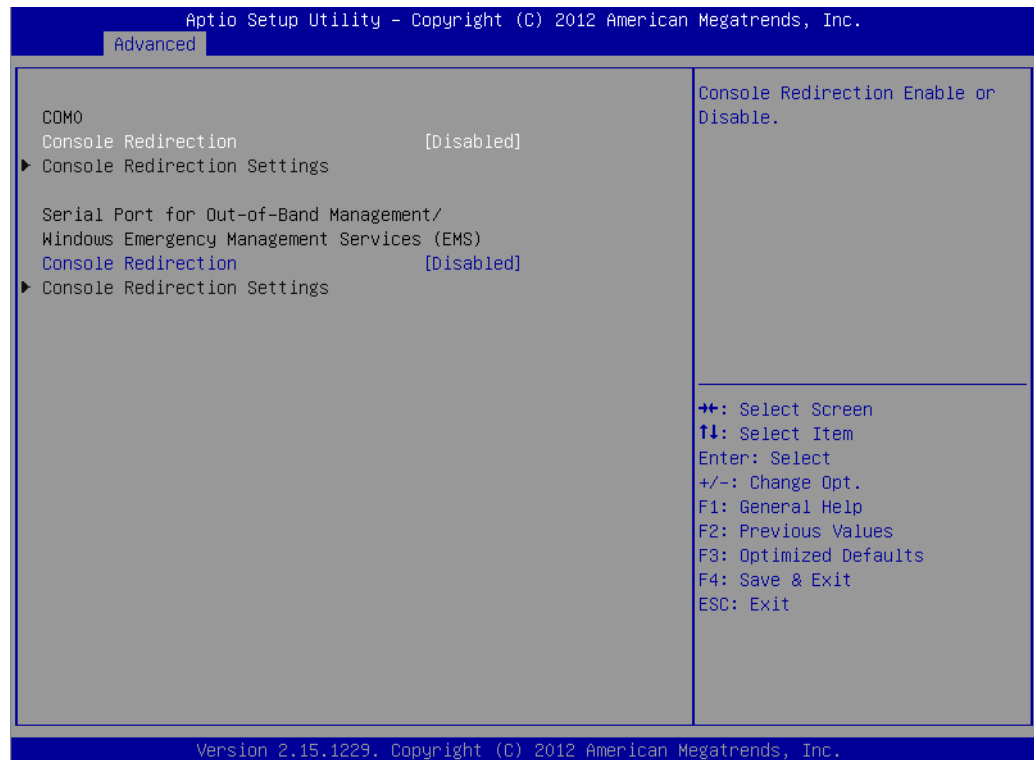 Aptio Setup Utility – Copyright (C) 2012 American Megatrends, Inc.
Advanced
COM0
Console Redirection [Disabled]
▶ Console Redirection Settings
Serial Port for Out-of-Band Management/
Windows Emergency Management Services (EMS)
Console Redirection [Disabled]
▶ Console Redirection Settings
Console Redirection Enable or
Disable.
→←: Select Screen
↑↓: Select Item
Enter: Select
+/-: Change Opt.
F1: General Help
F2: Previous Values
F3: Optimized Defaults
F4: Save & Exit
ESC: Exit
Version 2.15.1229. Copyright (C) 2012 American Megatrends, Inc.